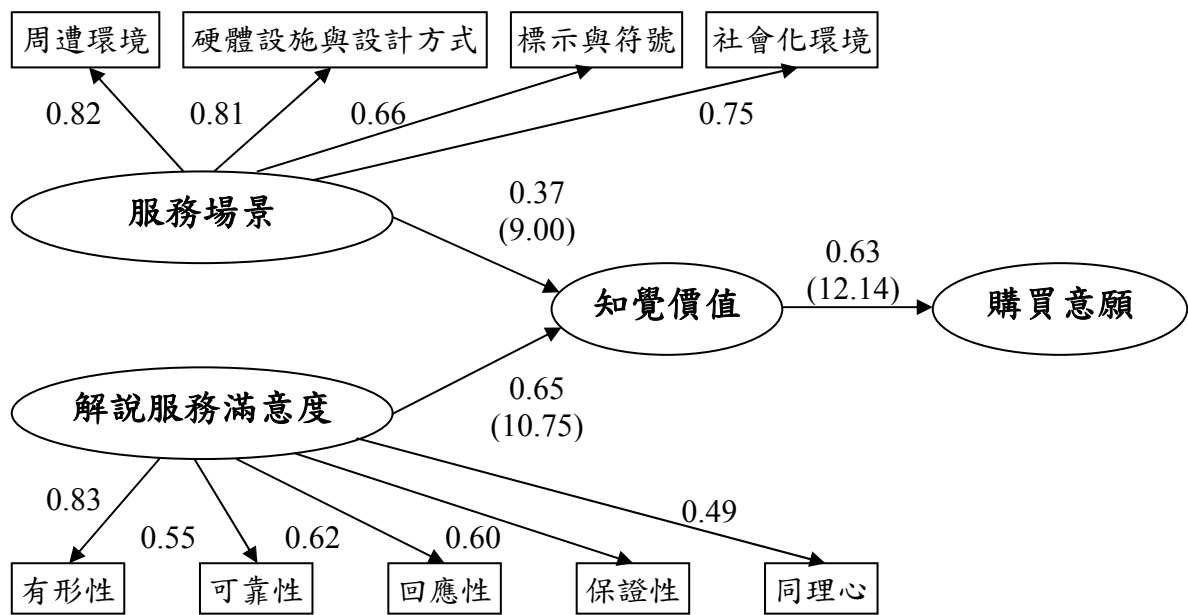 周遭環境
硬體設施與設計方式
標示與符號
社會化環境
0.82
0.81
0.66
0.75
服務場景
0.37
(9.00)
知覺價值
0.63
(12.14)
購買意願
解說服務滿意度
0.65
(10.75)
0.83
0.55
0.62
0.60
0.49
有形性
可靠性
回應性
保證性
同理心